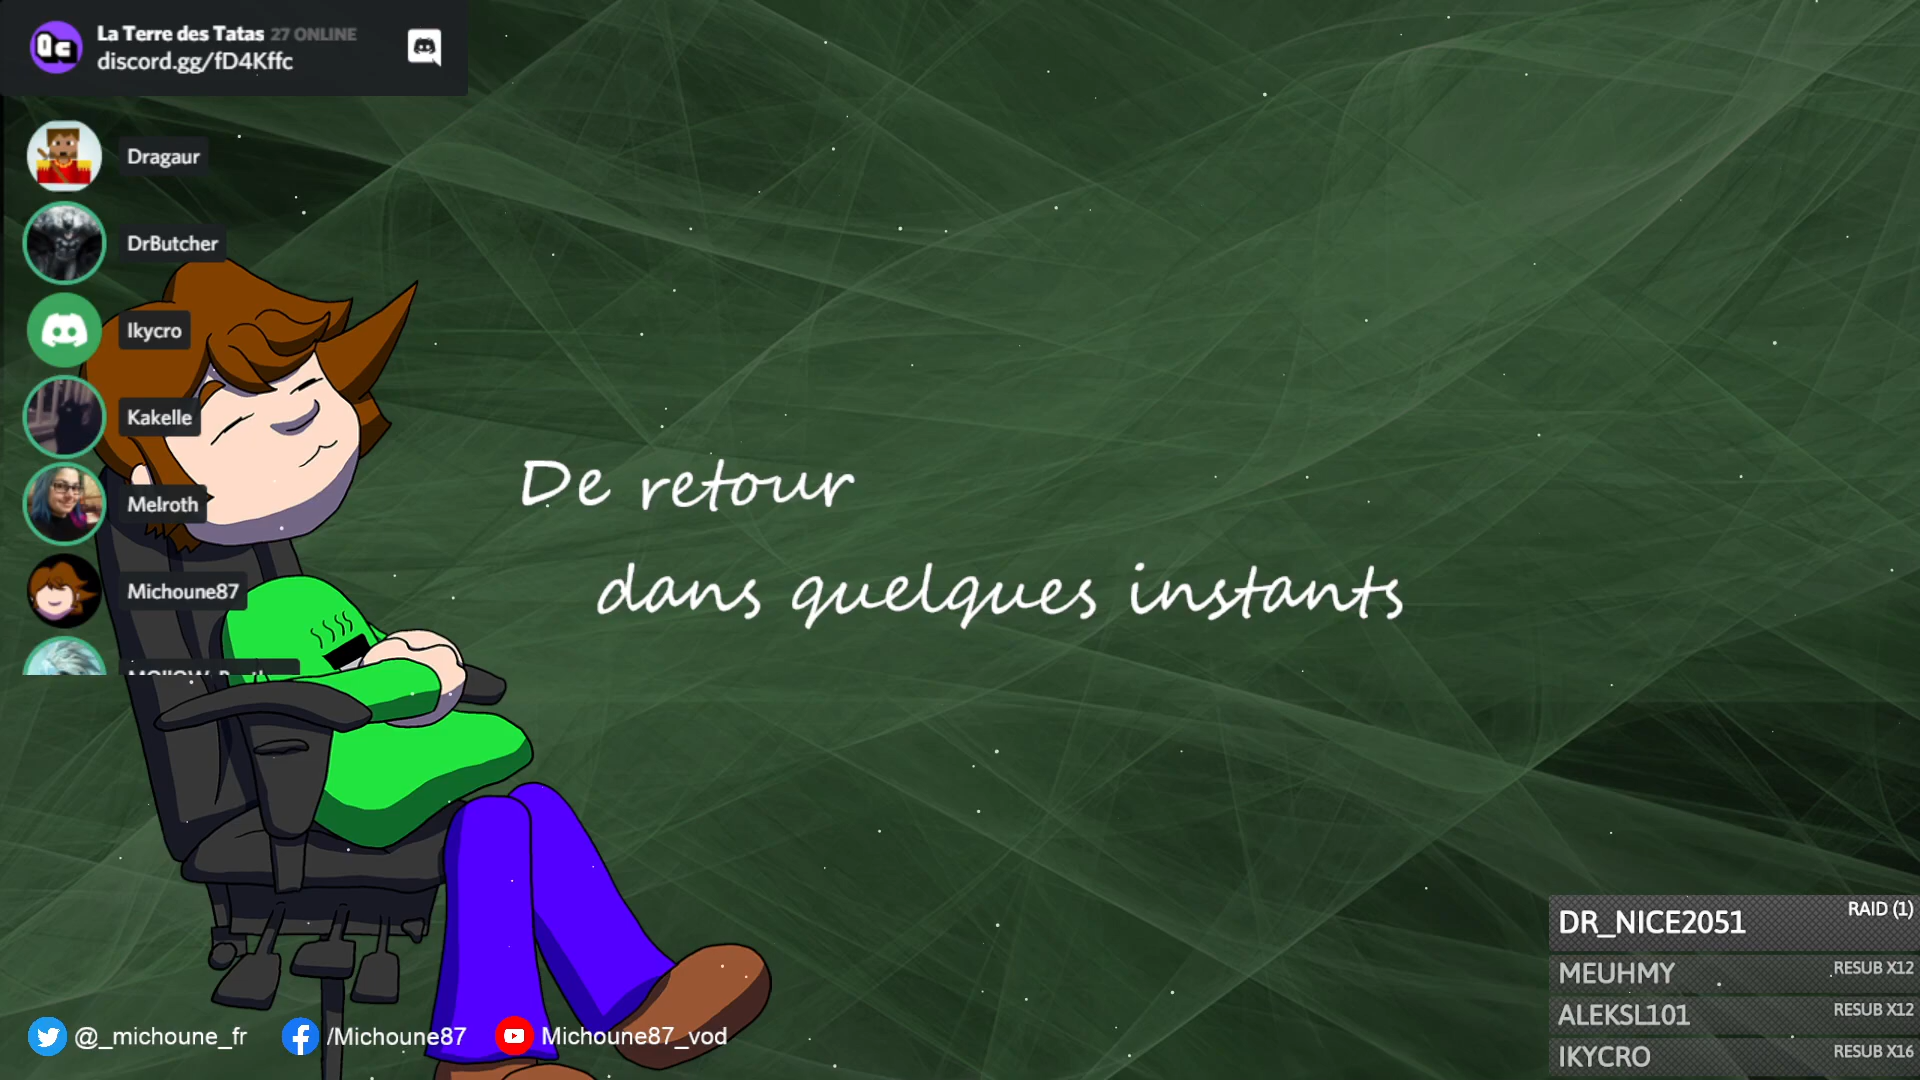 La Terre des Tatas 27 ONLINE
discord.gg/fD4Kffc
Dragaur
DrButcher
Ikycro
Kakelle
Melroth
Michoune87
De retour
dans quelques instants
DR_NICE2051 RAID (1)
MEUHMY RESUB X12
ALEKSL101 RESUB X12
IKYCRO RESUB X16
@_michoune_fr /Michoune87 Michoune87_vod